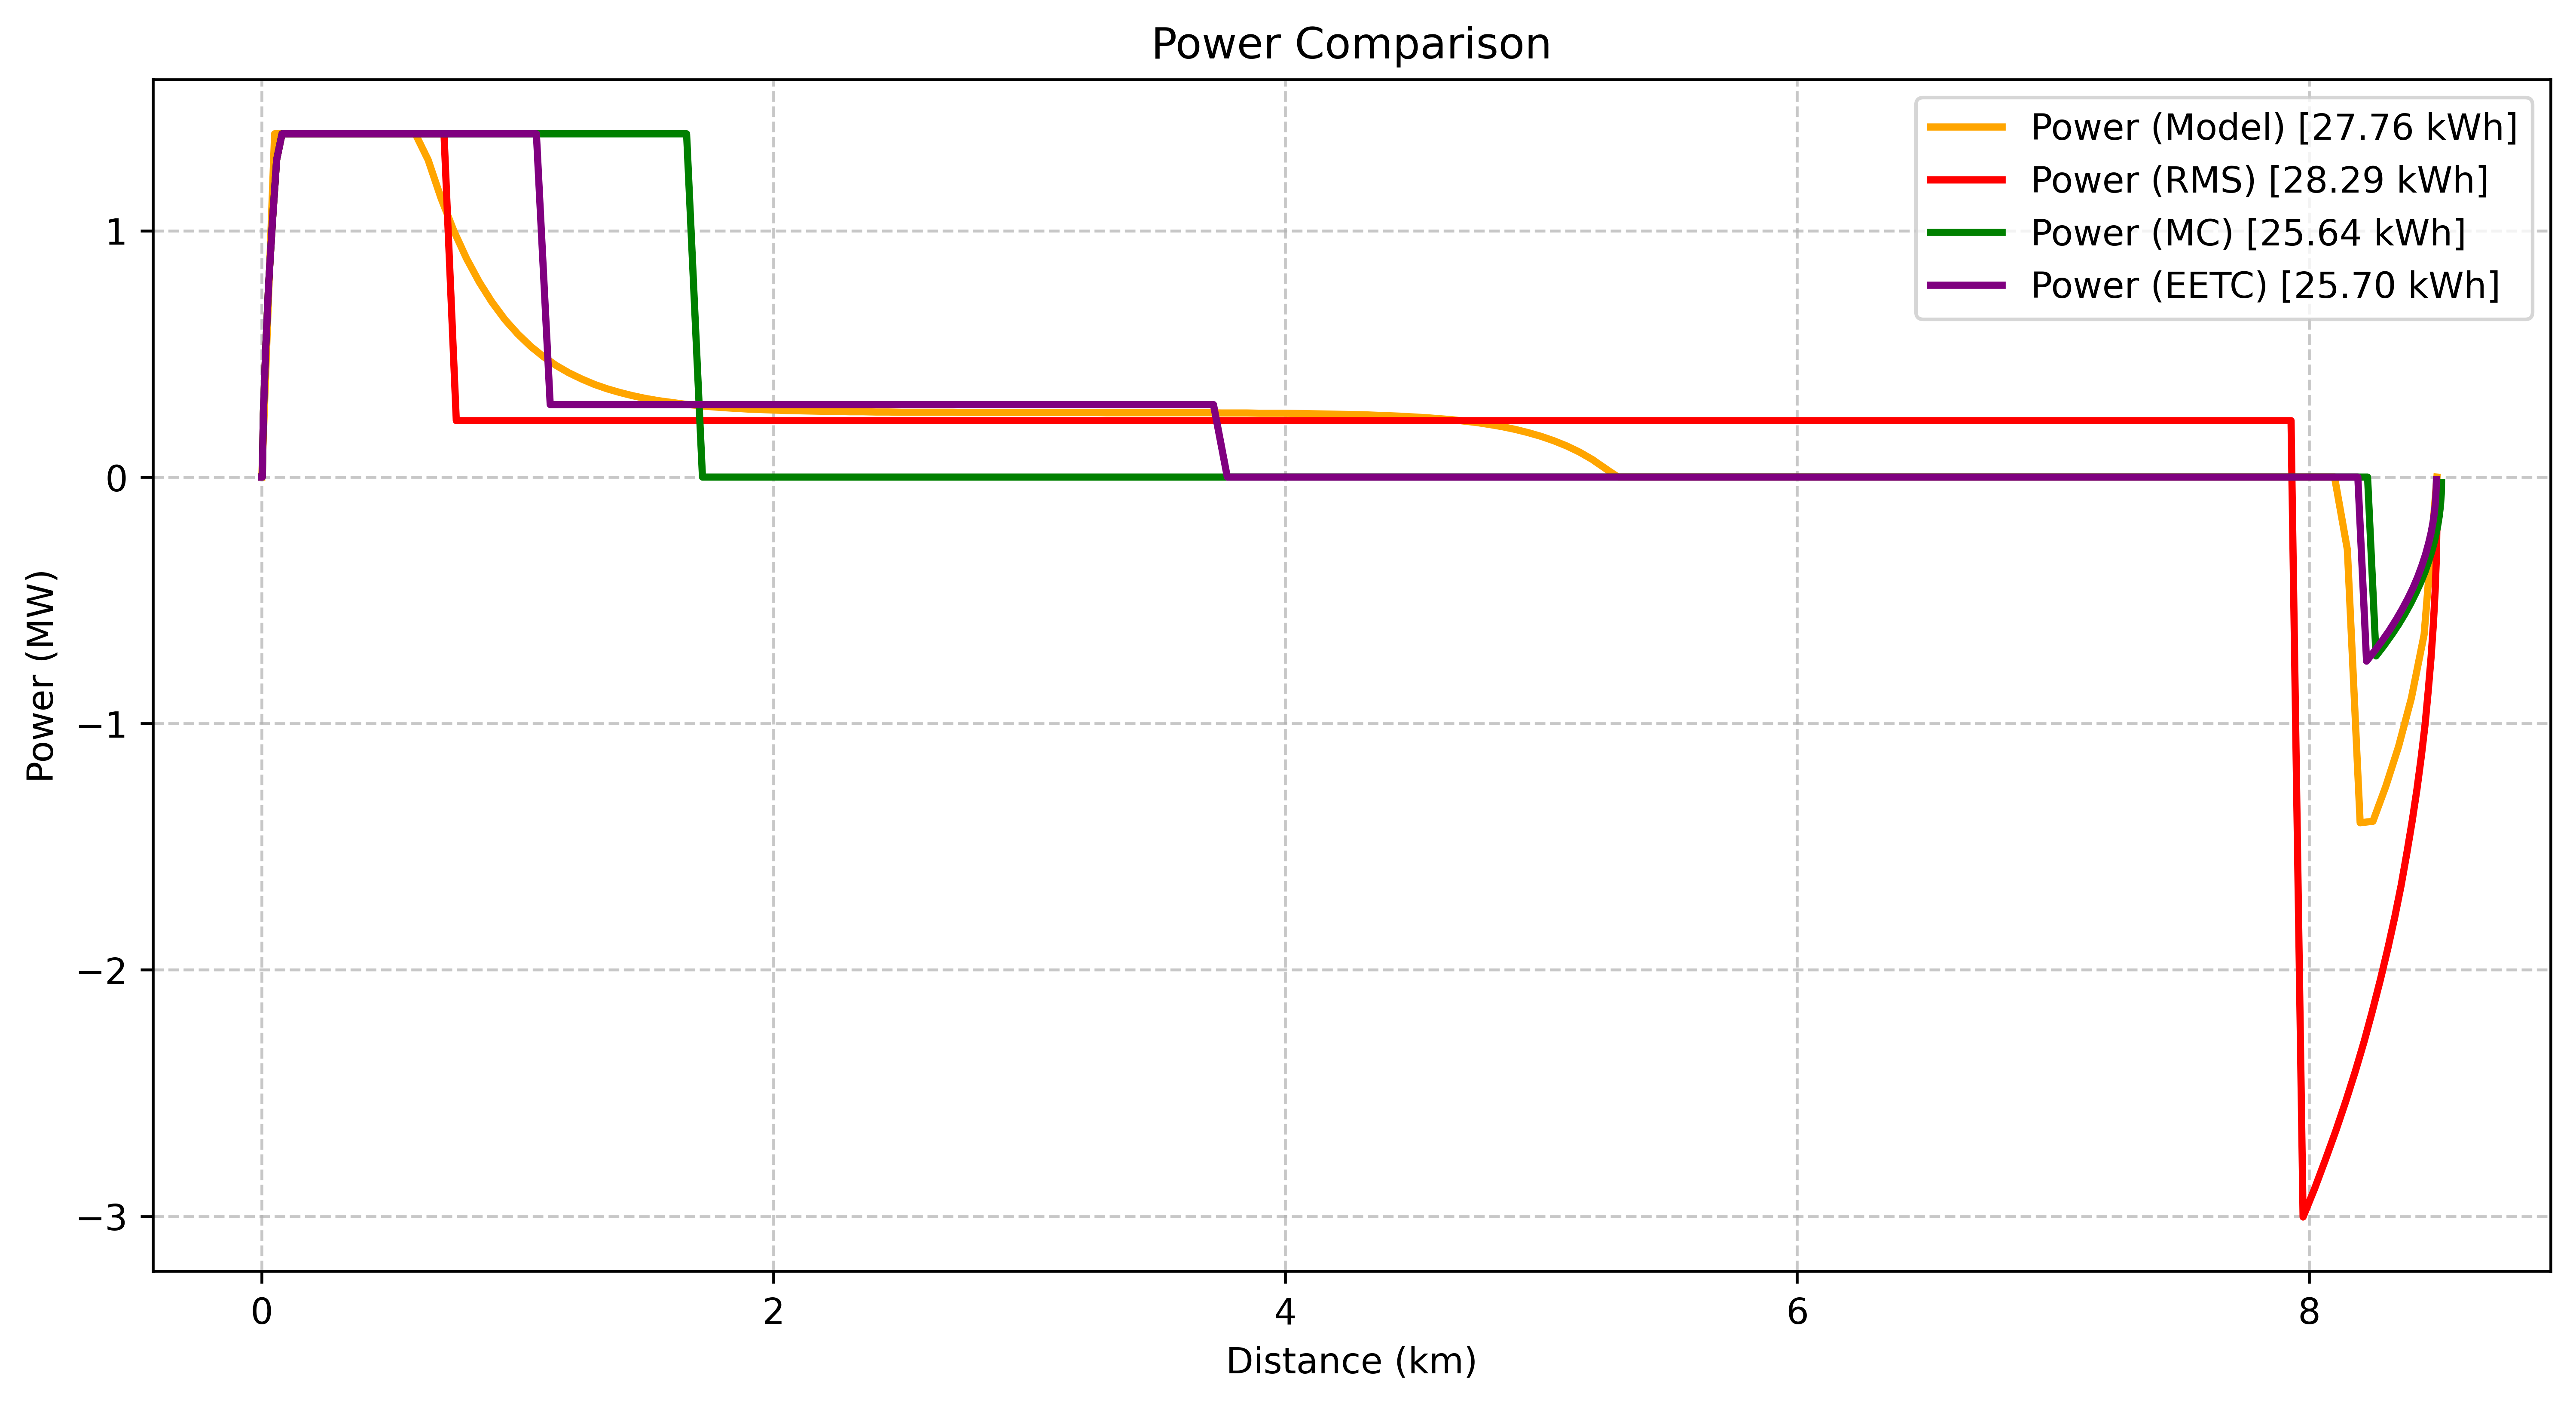 Power Comparison
Power (Model) [27.76 kWh]
Power (RMS) [28.29 kWh]
Power (MC) [25.64 kWh]
Power (EETC) [25.70 kWh]
Power (MW)
1
0
−1
−2
−3
0 2 4 6 8
Distance (km)